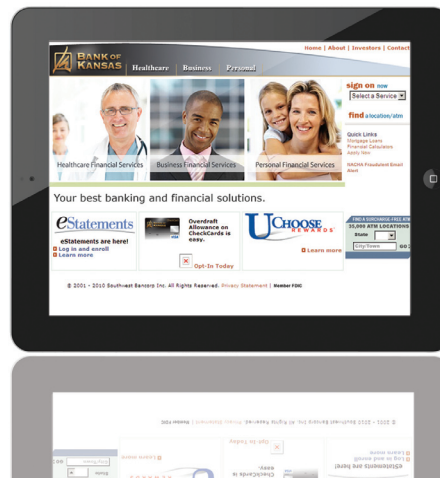 Home | About | Investors | Contact
BANK OF
KANSAS
Healthcare Business Personal
sign on now
Select a Service
find a location/atm
Quick Links
Mortgage Loans
Financial Calculators
Apply Now
NACHA Fraudulent Email
Alert
Healthcare Financial Services
Business Financial Services
Personal Financial Services
Your best banking and financial solutions.
eStatements
eStatements are here!
Log in and enroll
Learn more
Overdraft
Allowance on
CheckCards is
easy.
Opt-In Today
UCHOOSE
REWARDS
Learn more
FIND A SURCHARGE-FREE ATM
35,000 ATM LOCATIONS
State
City/Town
GO
© 2001 - 2010 Southwest Bancorp Inc. All Rights Reserved. Privacy Statement | Member FDIC